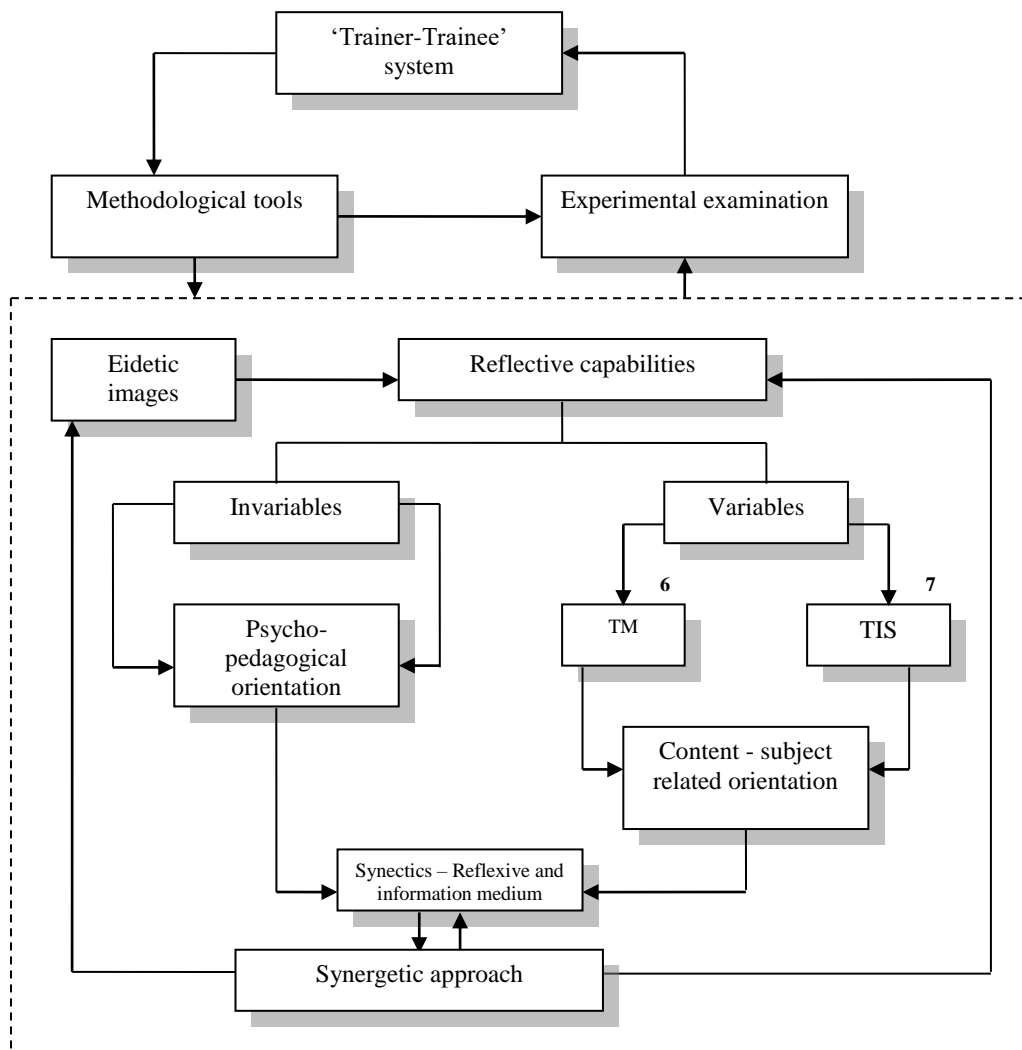 ‘Trainer-Trainee’
system
Methodological tools
Experimental examination
Eidetic
images
Reflective capabilities
Invariables
Variables
6
7
TM
TIS
Psycho-
pedagogical
orientation
Content - subject
related orientation
Synectics – Reflexive and
information medium
Synergetic approach